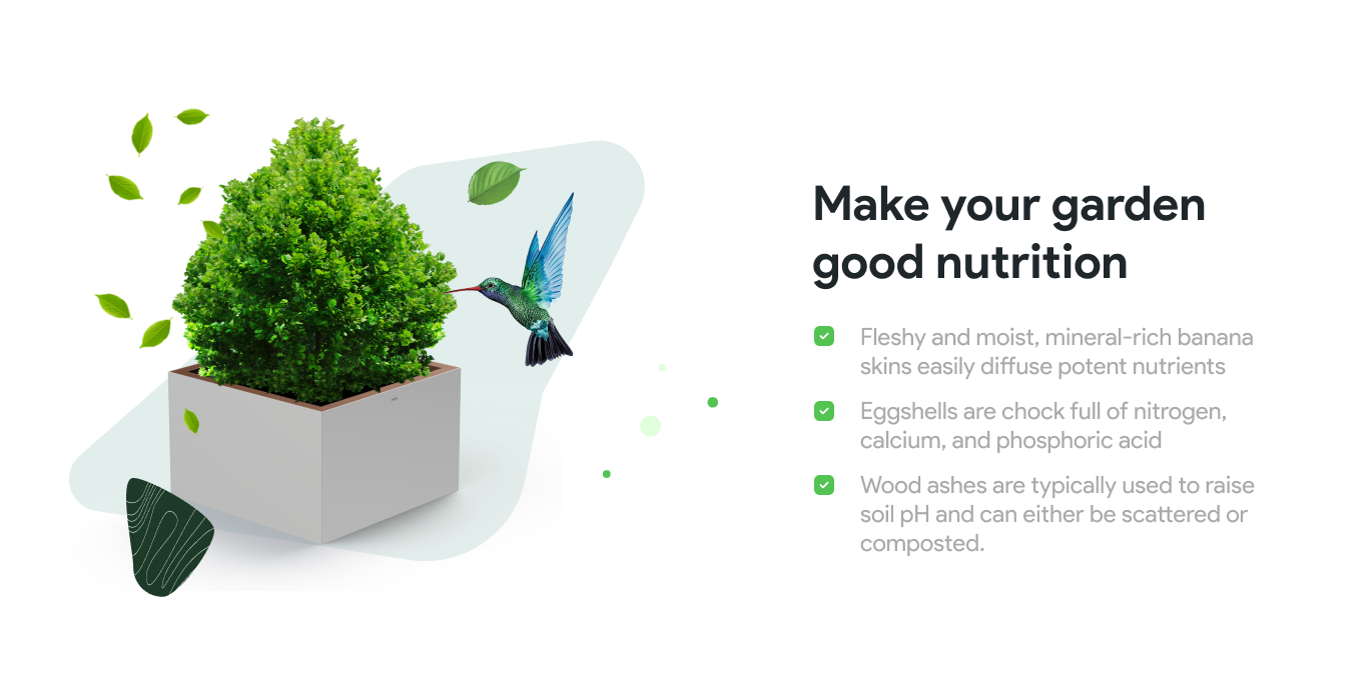 Make your garden
good nutrition
Fleshy and moist, mineral-rich banana
skins easily diffuse potent nutrients
Eggshells are chock full of nitrogen,
calcium, and phosphoric acid
Wood ashes are typically used to raise
soil pH and can either be scattered or
composted.